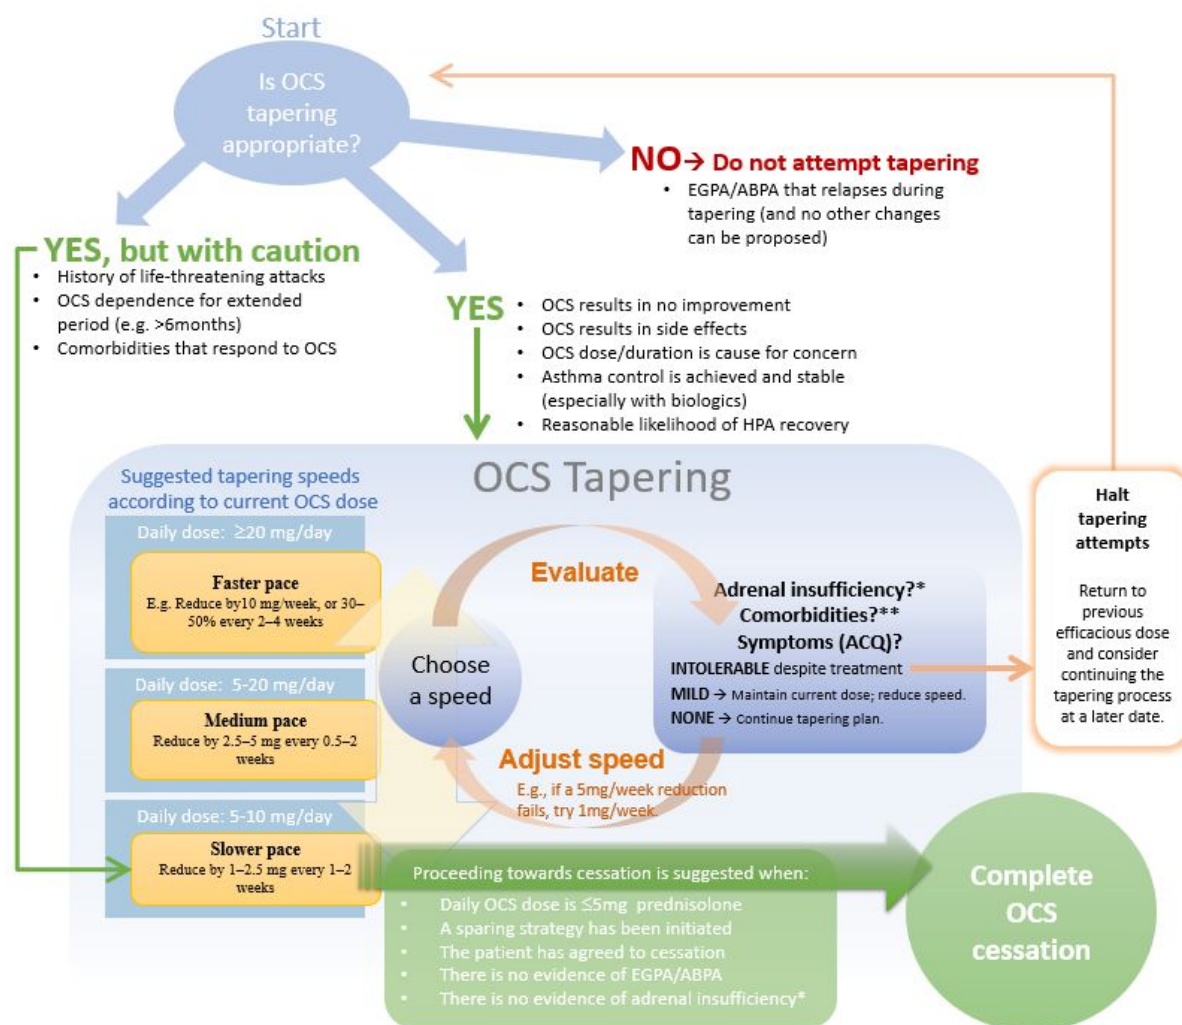 Start
Is OCS
tapering
appropriate?
NO→ Do not attempt tapering
• EGPA/ABPA that relapses during
tapering (and no other changes
can be proposed)
YES, but with caution
• History of life-threatening attacks
• OCS dependence for extended
period (e.g. >6months)
• Comorbidities that respond to OCS
YES
• OCS results in no improvement
• OCS results in side effects
• OCS dose/duration is cause for concern
• Asthma control is achieved and stable
(especially with biologics)
• Reasonable likelihood of HPA recovery
OCS Tapering
Suggested tapering speeds
according to current OCS dose
Daily dose: ≥20 mg/day
Faster pace
E.g. Reduce by10 mg/week, or 30–
50% every 2–4 weeks
Daily dose: 5-20 mg/day
Medium pace
Reduce by 2.5–5 mg every 0.5–2
weeks
Daily dose: 5-10 mg/day
Slower pace
Reduce by 1–2.5 mg every 1–2
weeks
Choose
a speed
Evaluate
Adrenal insufficiency?*
Comorbidities?**
Symptoms (ACQ)?
INTOLERABLE despite treatment
MILD → Maintain current dose; reduce speed.
NONE → Continue tapering plan.
Adjust speed
E.g., if a 5mg/week reduction
fails, try 1mg/week.
Halt
tapering
attempts
Return to
previous
efficacious dose
and consider
continuing the
tapering process
at a later date.
Proceeding towards cessation is suggested when:
• Daily OCS dose is ≤5mg prednisolone
• A sparing strategy has been initiated
• The patient has agreed to cessation
• There is no evidence of EGPA/ABPA
• There is no evidence of adrenal insufficiency*
Complete
OCS
cessation